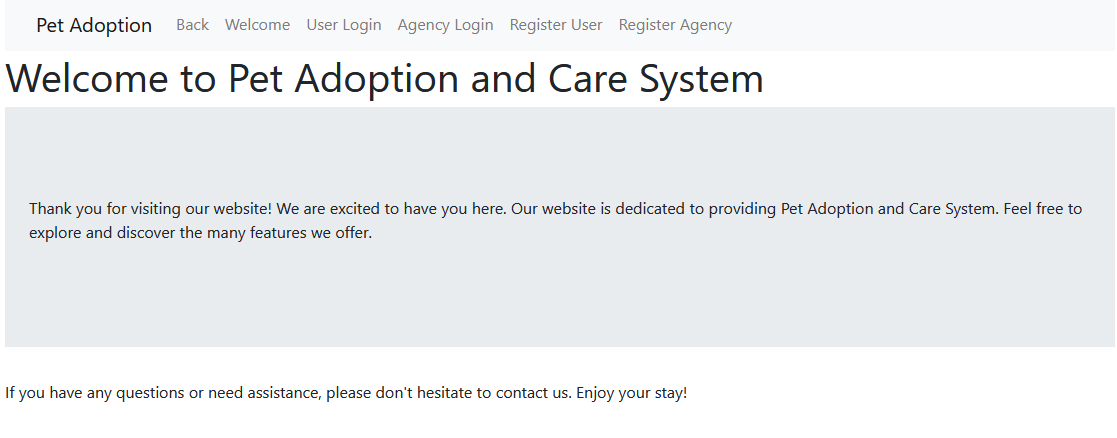 Pet Adoption Back Welcome User Login Agency Login Register User Register Agency
Welcome to Pet Adoption and Care System
Thank you for visiting our website! We are excited to have you here. Our website is dedicated to providing Pet Adoption and Care System. Feel free to
explore and discover the many features we offer.
If you have any questions or need assistance, please don't hesitate to contact us. Enjoy your stay!